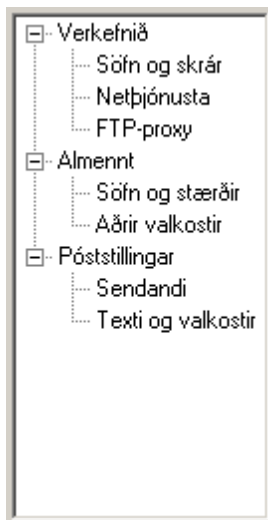 Verkefnið
Söfn og skrár
Netþjónusta
FTP-proxy
Almennt
Söfn og stærðir
Aðrir valkostir
Póststillingar
Sendandi
Texti og valkostir